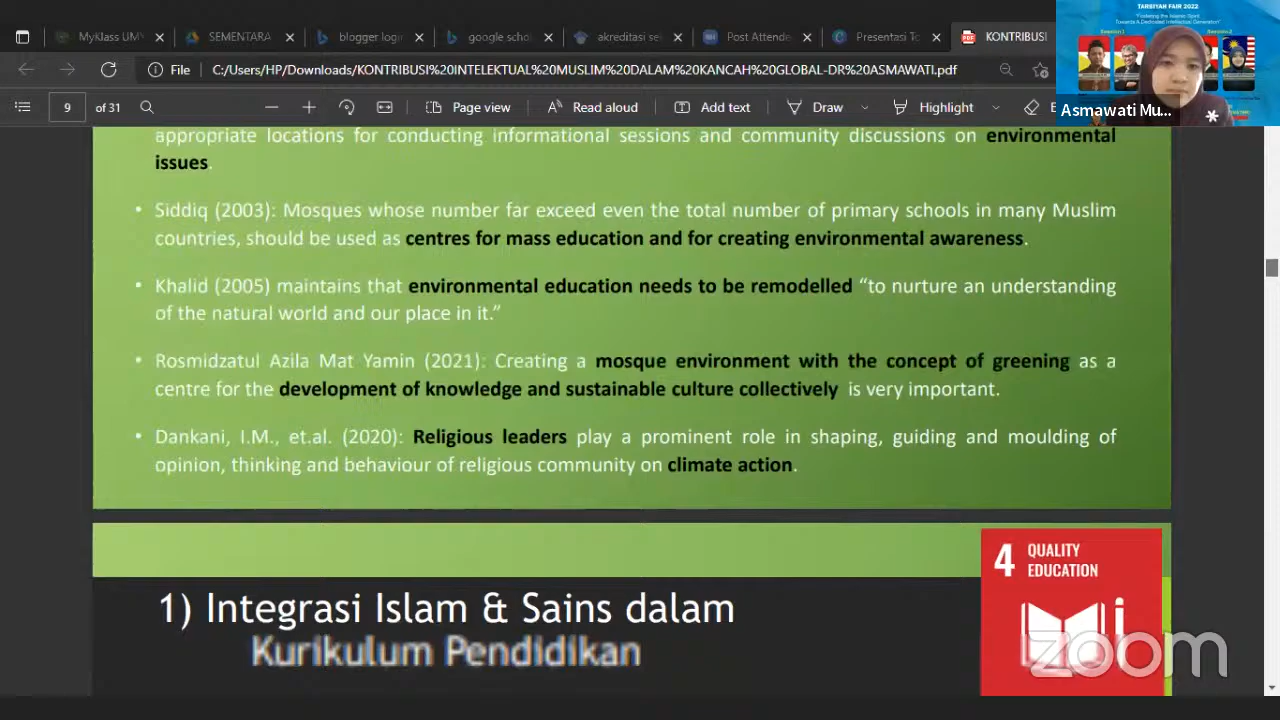 TARSIYAH FAIR 2022
MyKlass UM
SEMENTARA
blogger logi
google schol
akreditasi se
Post Attende
Presentasi To
KONTRIBUS
File
C:/Users/HP/Downloads/KONTRIBUSI%20INTELEKTUAL%20MUSLIM%20DALAM%20KANCAH%20GLOBAL-DR%20ASMAWATI.pdf
9 of 31
Page view
Read aloud
Add text
Draw
Highlight
Asmawati Mu...
appropriate locations for conducting informational sessions and community discussions on environmental
issues.
• Siddiq (2003): Mosques whose number far exceed even the total number of primary schools in many Muslim
countries, should be used as centres for mass education and for creating environmental awareness.
• Khalid (2005) maintains that environmental education needs to be remodelled “to nurture an understanding
of the natural world and our place in it.”
• Rosmidzatul Azila Mat Yamin (2021): Creating a mosque environment with the concept of greening as a
centre for the development of knowledge and sustainable culture collectively is very important.
• Dankani, I.M., et.al. (2020): Religious leaders play a prominent role in shaping, guiding and moulding of
opinion, thinking and behaviour of religious community on climate action.
4 QUALITY
EDUCATION
1) Integrasi Islam & Sains dalam
Kurikulum Pendidikan
zoom